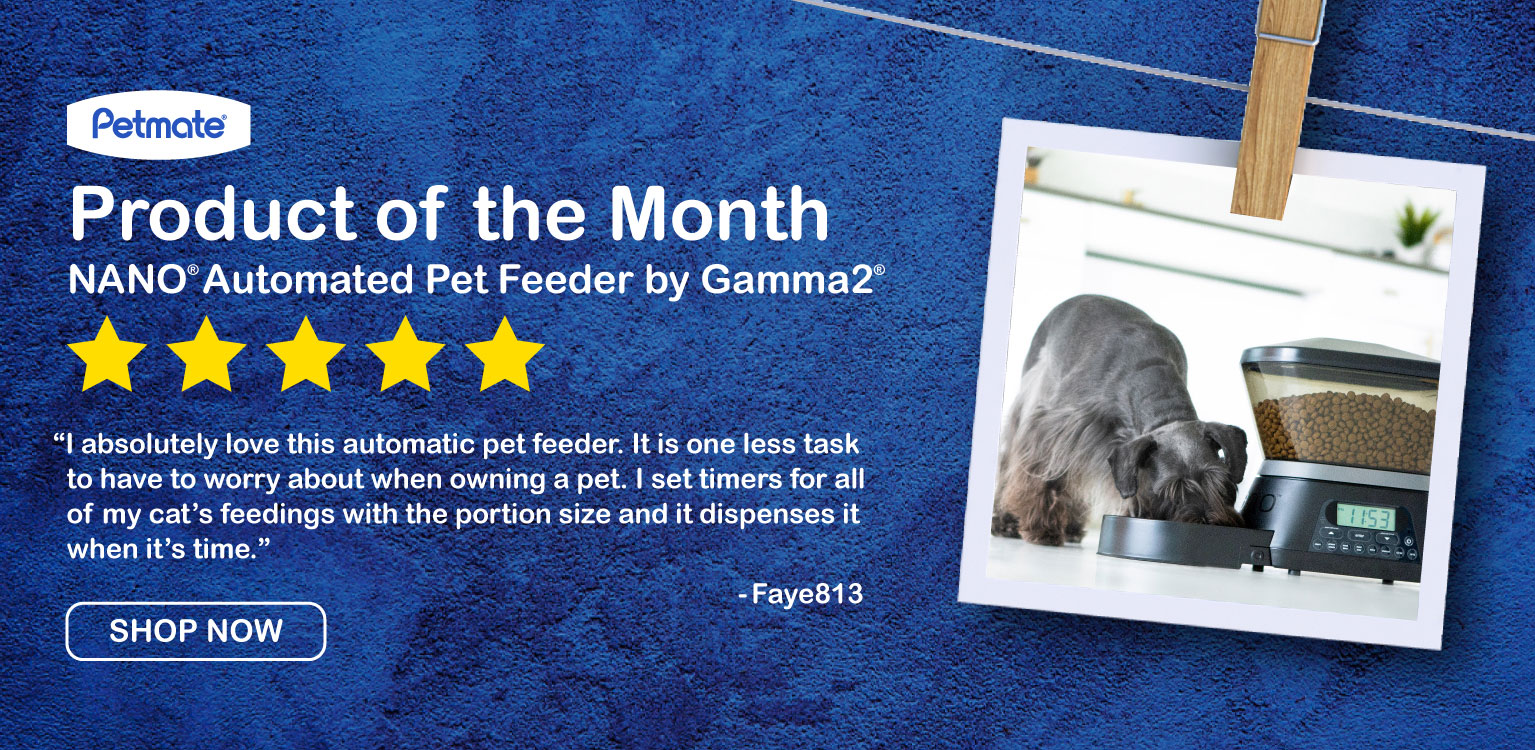 Petmate®
Product of the Month
NANO® Automated Pet Feeder by Gamma2®
“I absolutely love this automatic pet feeder. It is one less task
to have to worry about when owning a pet. I set timers for all
of my cat’s feedings with the portion size and it dispenses it
when it’s time.”
- Faye813
SHOP NOW
11:53